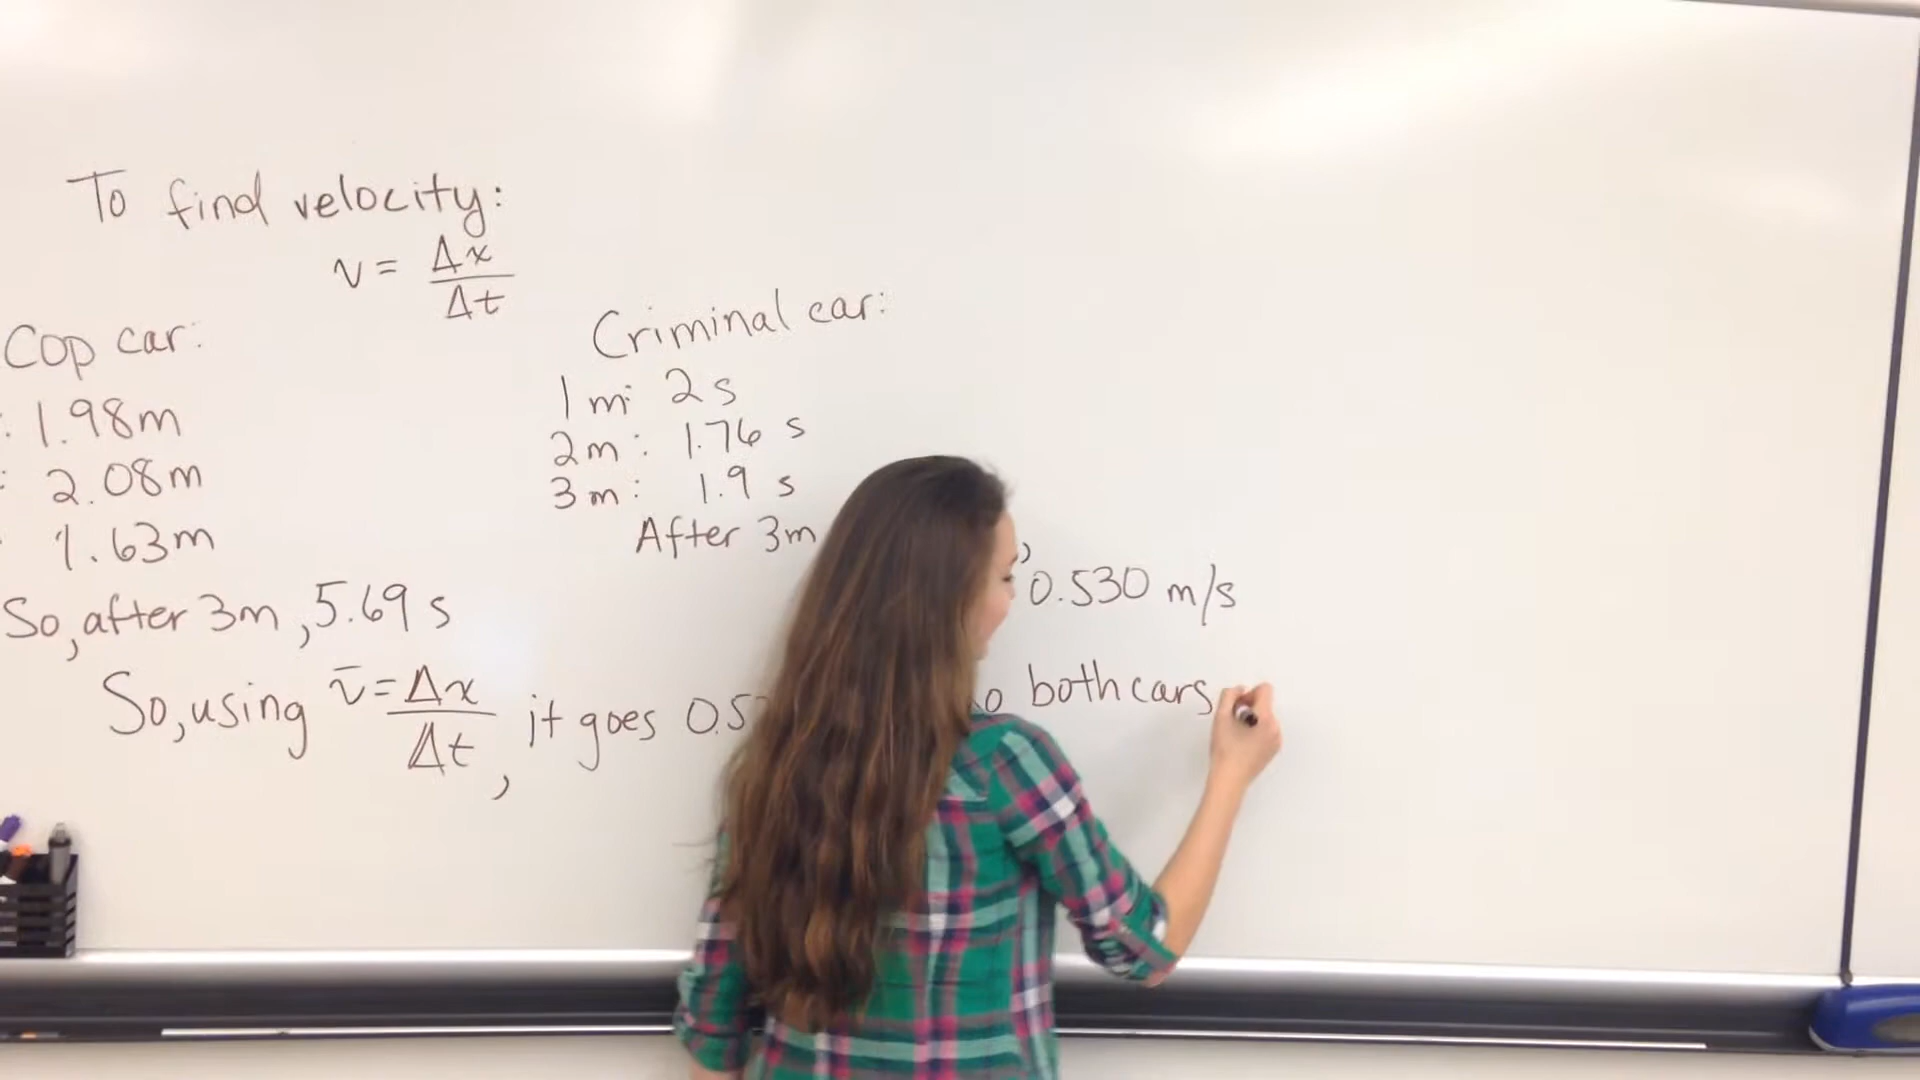 To find velocity:
v = Δx
Δt
Cop car:
: 1.98m
: 2.08m
1.63m
So, after 3m, 5.69 s
Criminal car:
1 m: 2 s
2m: 1.76 s
3m: 1.9 s
After 3m ,
0.530 m/s
So, using v̄ = Δx
Δt , it goes 0.5
both cars